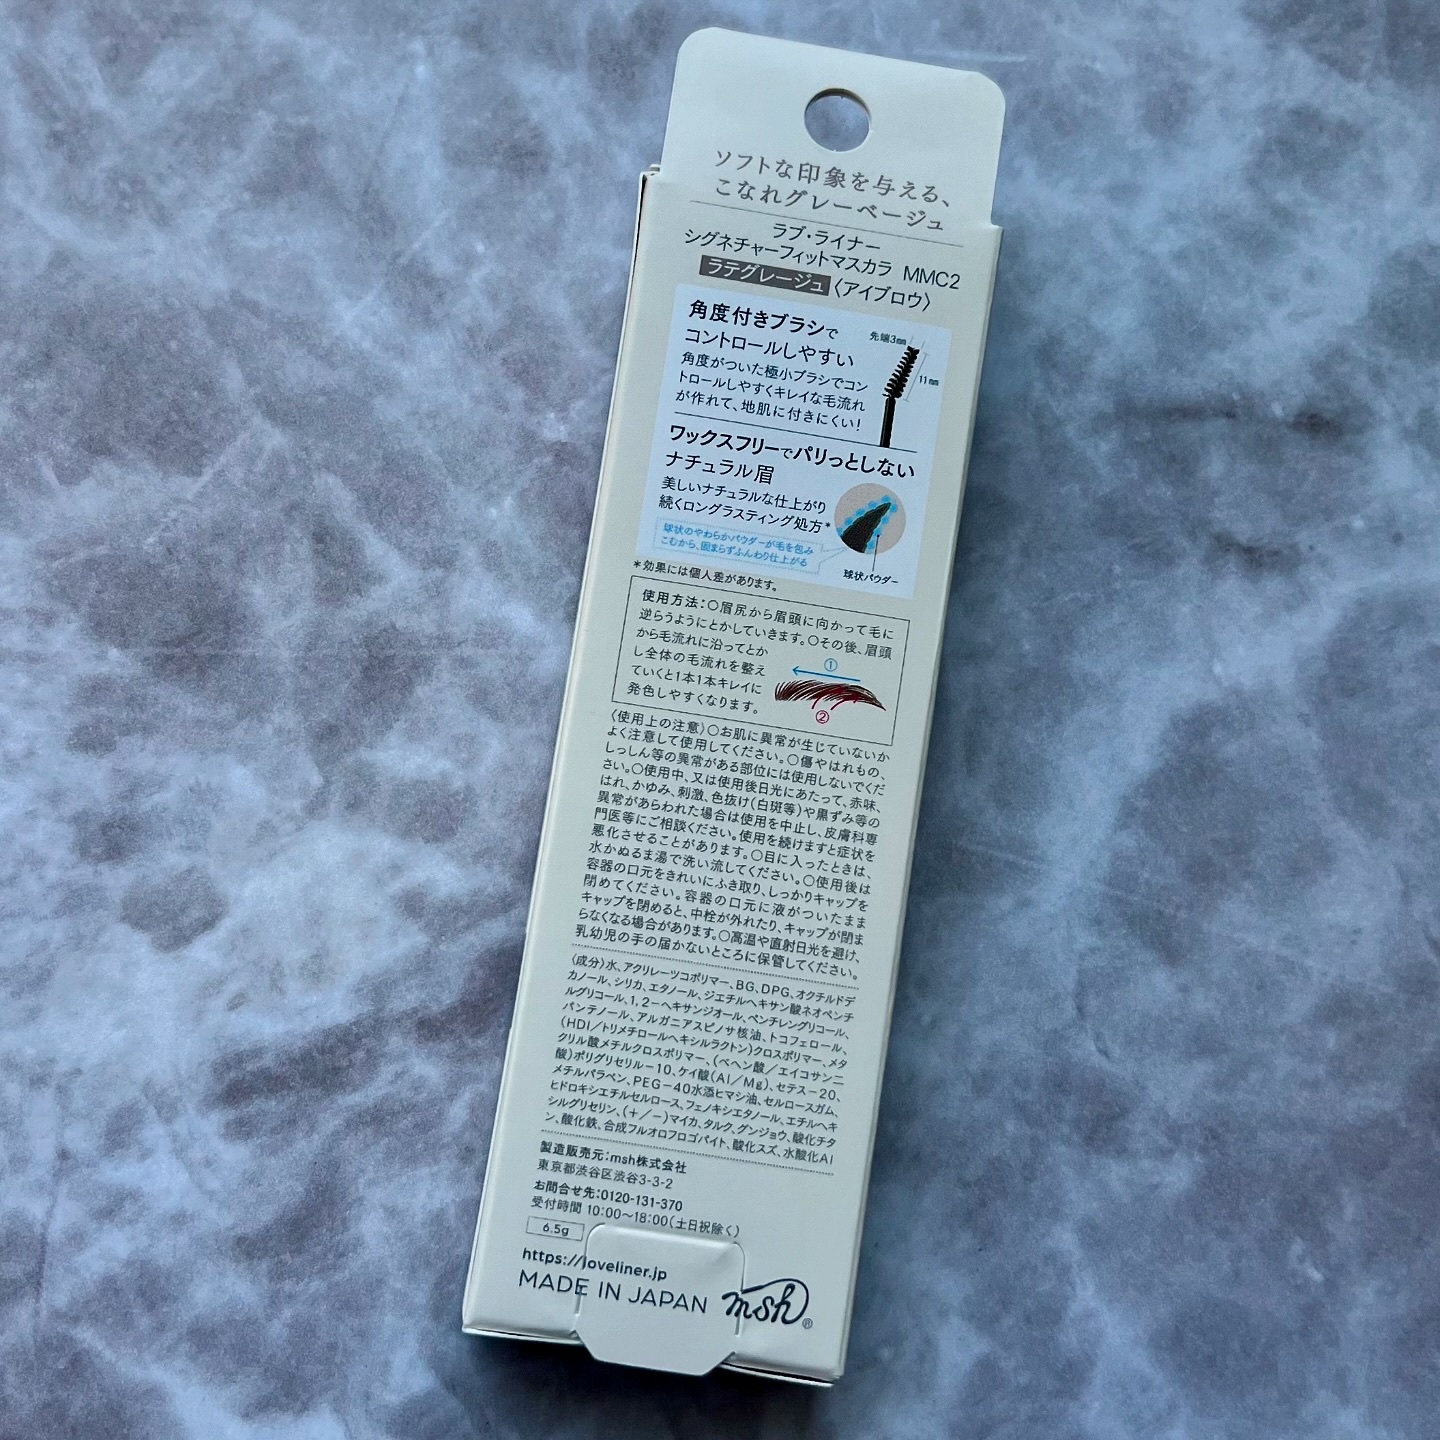 ソフトな印象を与える、
こなれグレーベージュ
ラブ・ライナー
シグネチャーフィットマスカラ MMC2
ラテグレージュ〈アイブロウ〉
角度付きブラシで
コントロールしやすい
角度がついた極小ブラシでコン
トロールしやすくキレイな毛流れ
が作れて、地肌に付きにくい!
先端3mm
11mm
ワックスフリーでパリっとしない
ナチュラル眉
美しいナチュラルな仕上がり
続くロングラスティング処方*
球状のやわらかパウダーが毛を包み
こむから、固まらずふんわり仕上がる
球状パウダー
*効果には個人差があります。
使用方法:○眉尻から眉頭に向かって毛に
逆らうようにとかしていきます。○その後、眉頭
から毛流れに沿ってとか
し全体の毛流れを整え
ていくと1本1本キレイに
発色しやすくなります。
①
②
〈使用上の注意〉○お肌に異常が生じていないか
よく注意して使用してください。○傷やはれもの、
しっしん等の異常がある部位には使用しないでくだ
さい。○使用中、又は使用後日光にあたって、赤味、
はれ、かゆみ、刺激、色抜け(白斑等)や黒ずみ等の
異常があらわれた場合は使用を中止し、皮膚科専
門医等にご相談ください。使用を続けますと症状を
悪化させることがあります。○目に入ったときは、
水かぬるま湯で洗い流してください。○使用後は
容器の口元をきれいにふき取り、しっかりキャップを
閉めてください。容器の口元に液がついたまま
キャップを閉めると、中栓が外れたり、キャップが閉ま
らなくなる場合があります。○高温や直射日光を避け、
乳幼児の手の届かないところに保管してください。
〈成分〉水、アクリレーツコポリマー、BG、DPG、オクチルドデ
カノール、シリカ、エタノール、ジエチルヘキサン酸ネオペンチ
ルグリコール、1,2-ヘキサンジオール、ペンチレングリコール、
パンテノール、アルガニアスピノサ核油、トコフェロール、
(HDI/トリメチロールヘキシルラクトン)クロスポリマー、メタ
クリル酸メチルクロスポリマー、(ベヘン酸/エイコサン二
酸)ポリグリセリル-10、ケイ酸(Al/Mg)、セテス-20、
メチルパラベン、PEG-40水添ヒマシ油、セルロースガム、
ヒドロキシエチルセルロース、フェノキシエタノール、エチルヘキ
シルグリセリン、(+/-)マイカ、タルク、グンジョウ、酸化チタ
ン、酸化鉄、合成フルオロフロゴパイト、酸化スズ、水酸化Al
製造販売元:msh株式会社
東京都渋谷区渋谷3-3-2
お問合せ先:0120-131-370
受付時間 10:00~18:00(土日祝除く)
6.5g
https://loveliner.jp
MADE IN JAPAN
msh®